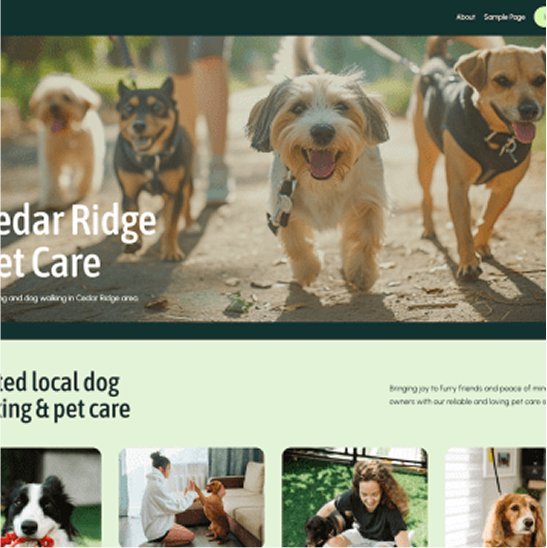 About Sample Page
edar Ridge
et Care
ng and dog walking in Cedar Ridge area.
ted local dog
ing & pet care
Bringing joy to furry friends and peace of min
owners with our reliable and loving pet care s